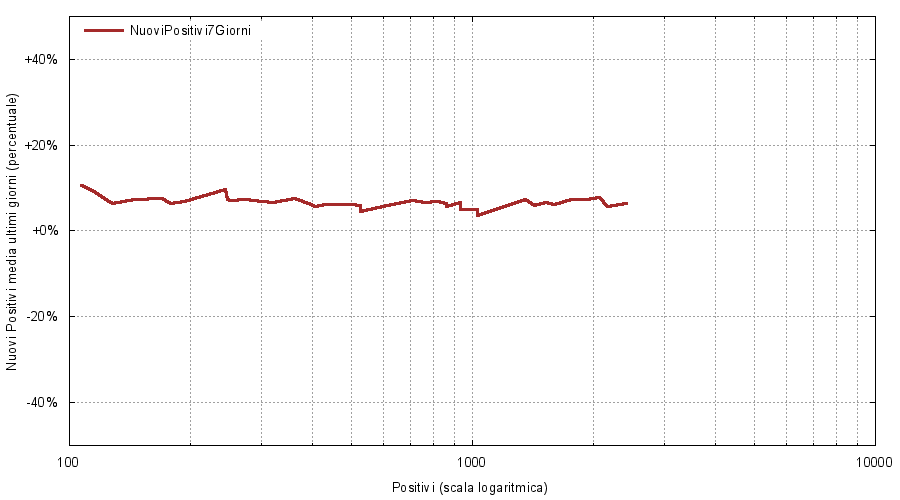 NuoviPositivi7Giorni
+40%
+20%
+0%
-20%
-40%
Nuovi Positivi media ultimi giorni (percentuale)
100 1000 10000
Positivi (scala logaritmica)